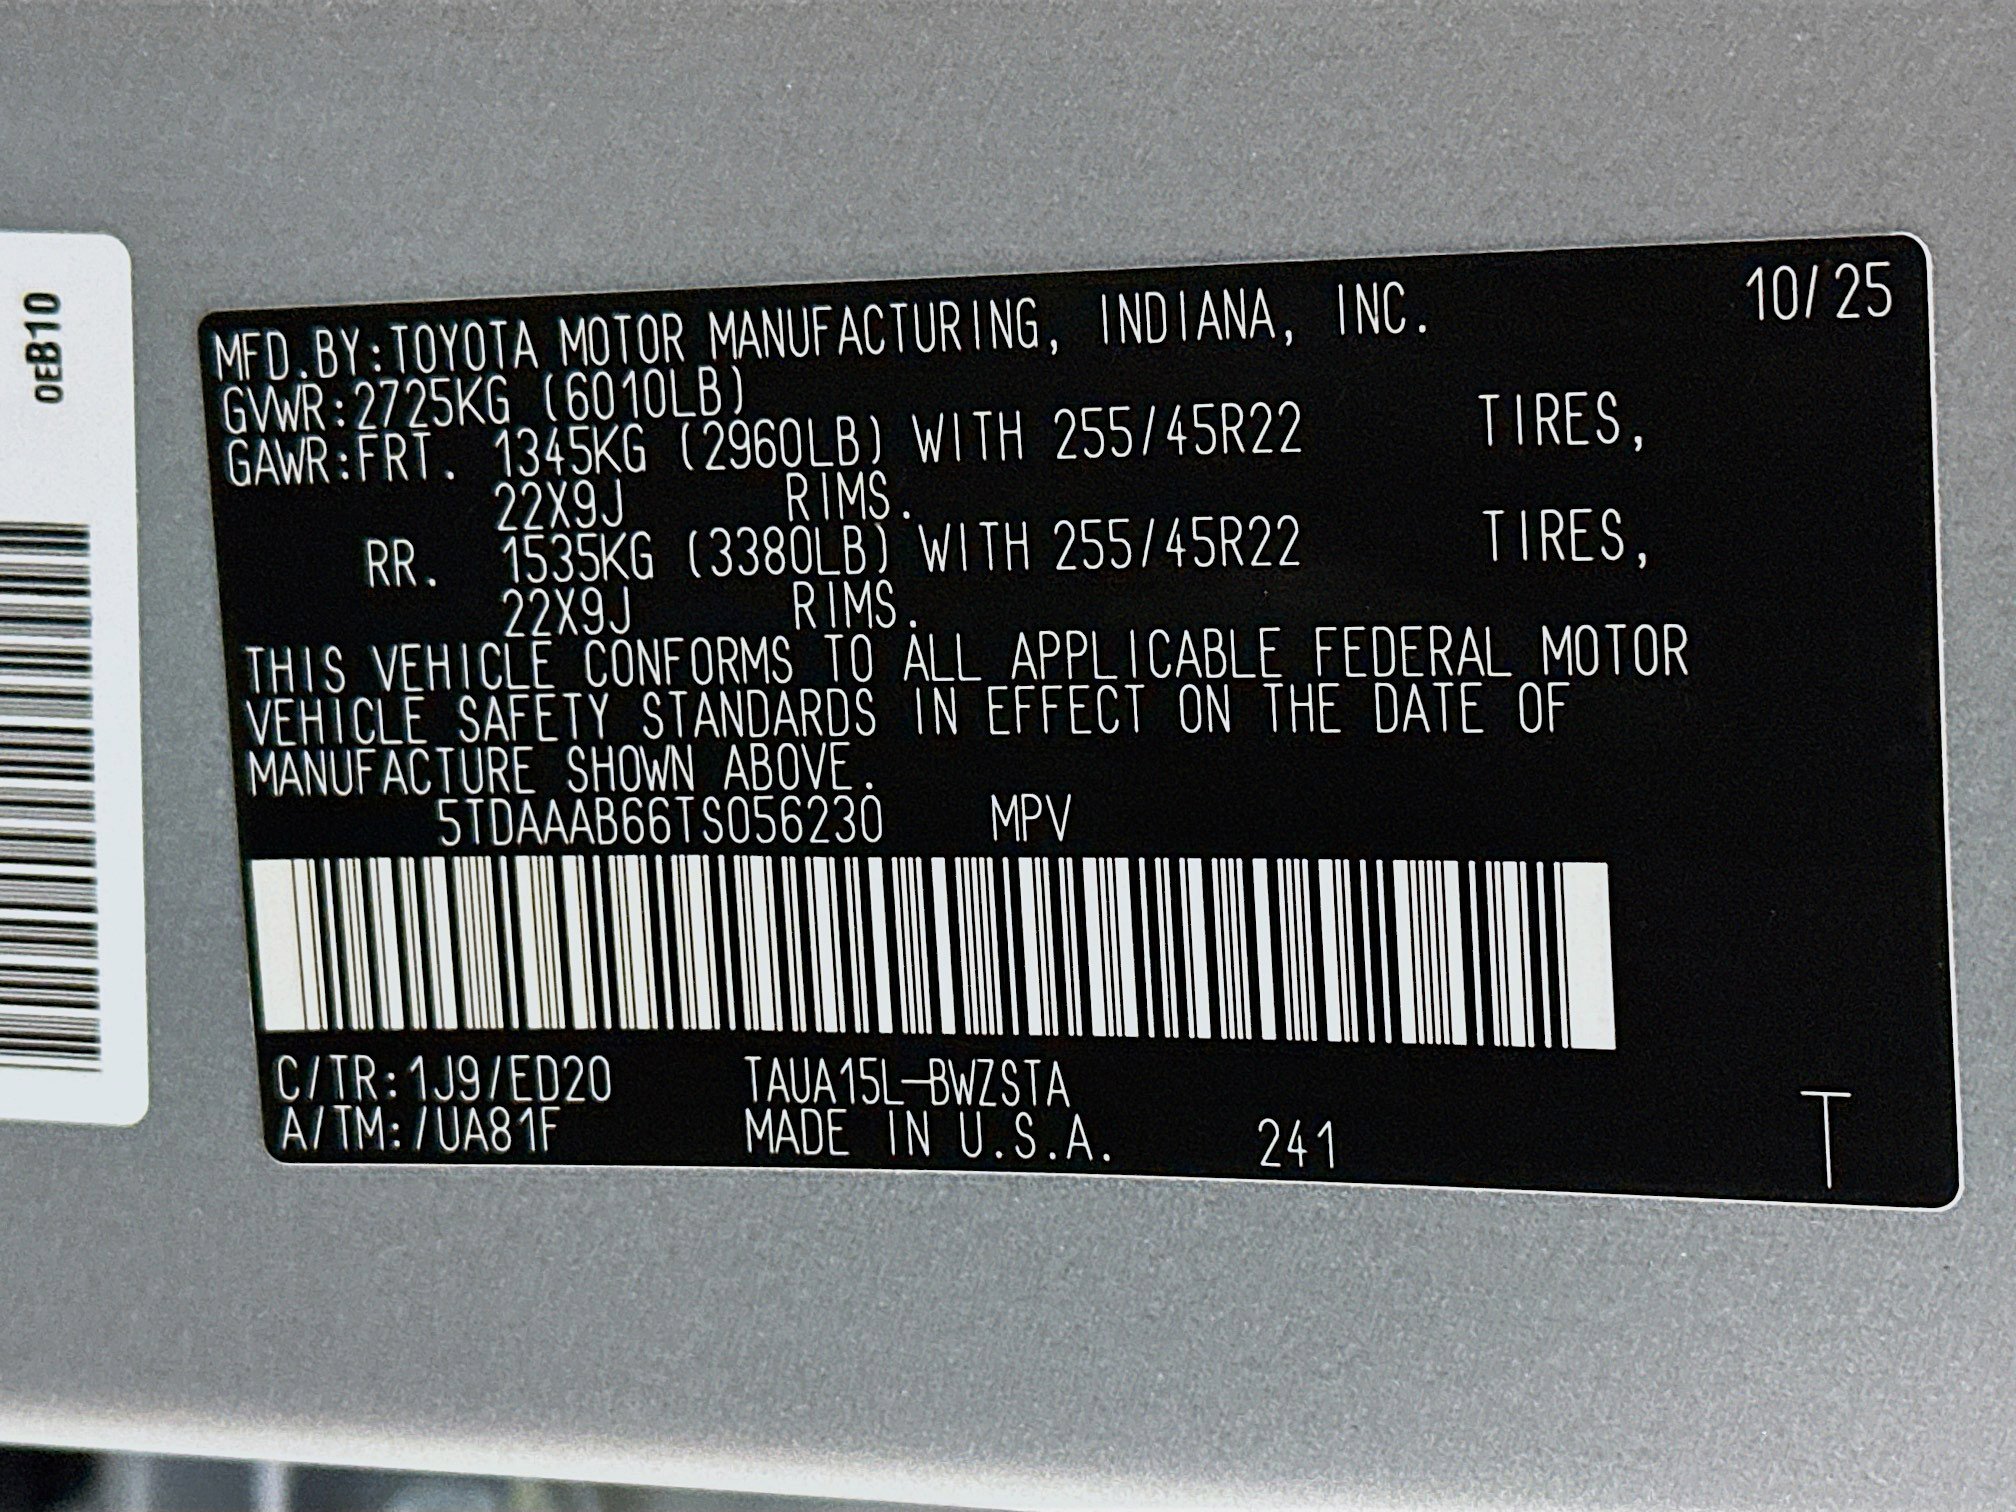 0EB10
MFD.BY:TOYOTA MOTOR MANUFACTURING, INDIANA, INC. 10/25
GVWR:2725KG (6010LB)
GAWR:FRT. 1345KG (2960LB) WITH 255/45R22 TIRES,
22X9J RIMS.
RR. 1535KG (3380LB) WITH 255/45R22 TIRES,
22X9J RIMS.
THIS VEHICLE CONFORMS TO ALL APPLICABLE FEDERAL MOTOR
VEHICLE SAFETY STANDARDS IN EFFECT ON THE DATE OF
MANUFACTURE SHOWN ABOVE.
5TDAAAB66TS056230 MPV
C/TR:1J9/ED20 TAUA15L-BWZSTA
A/TM:/UA81F MADE IN U.S.A. 241 T